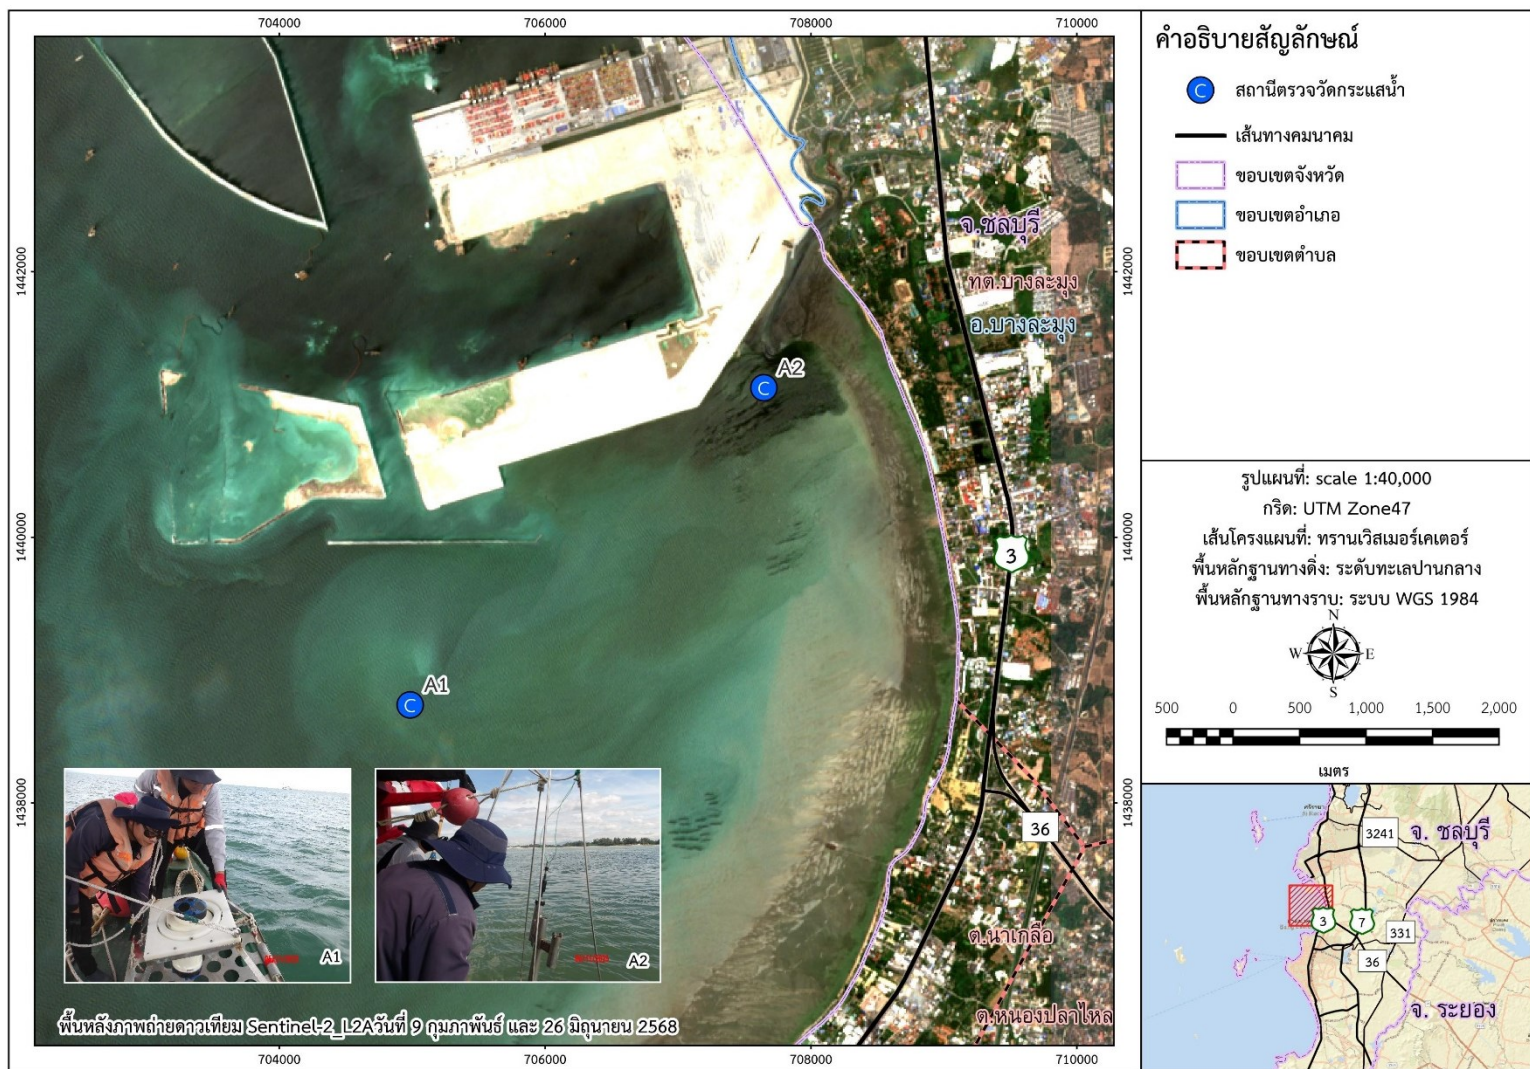 704000
706000
708000
710000
1442000
1440000
1438000
1442000
1440000
1438000
จ.ชลบุรี
ทต.บางละมุง
อ.บางละมุง
A2
C
3
A1
C
36
ต.นาเกลือ
ต.หนองปลาไหล
A1
A2
พื้นหลังภาพถ่ายดาวเทียม Sentinel-2_L2Aวันที่ 9 กุมภาพันธ์ และ 26 มิถุนายน 2568
704000
706000
708000
710000
คำอธิบายสัญลักษณ์
C
สถานีตรวจวัดกระแสน้ำ
เส้นทางคมนาคม
ขอบเขตจังหวัด
ขอบเขตอำเภอ
ขอบเขตตำบล
รูปแผนที่: scale 1:40,000
กริด: UTM Zone47
เส้นโครงแผนที่: ทรานเวิสเมอร์เคเตอร์
พื้นหลักฐานทางดิ่ง: ระดับทะเลปานกลาง
พื้นหลักฐานทางราบ: ระบบ WGS 1984
N
W E
S
500 0 500 1,000 1,500 2,000
เมตร
3241
จ. ชลบุรี
3
7
331
36
จ. ระยอง